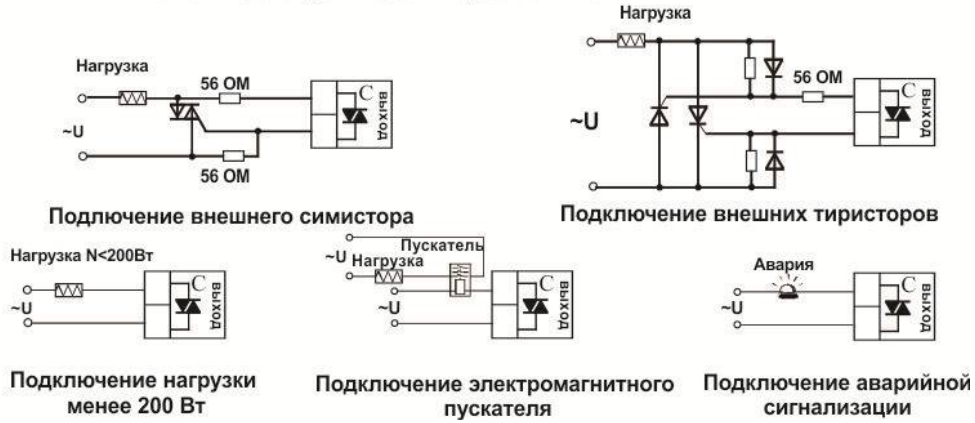 Нагрузка
56 ОМ
~U
56 ОМ
C
ВЫХОД
Подлючение внешнего симистора
Нагрузка
56 ОМ
~U
C
ВЫХОД
Подключение внешних тиристоров
Нагрузка N<200Вт
~U
C
ВЫХОД
Подключение нагрузки
менее 200 Вт
Пускатель
~U
Нагрузка
~U
C
ВЫХОД
Подключение электромагнитного
пускателя
Авария
~U
C
ВЫХОД
Подключение аварийной
сигнализации